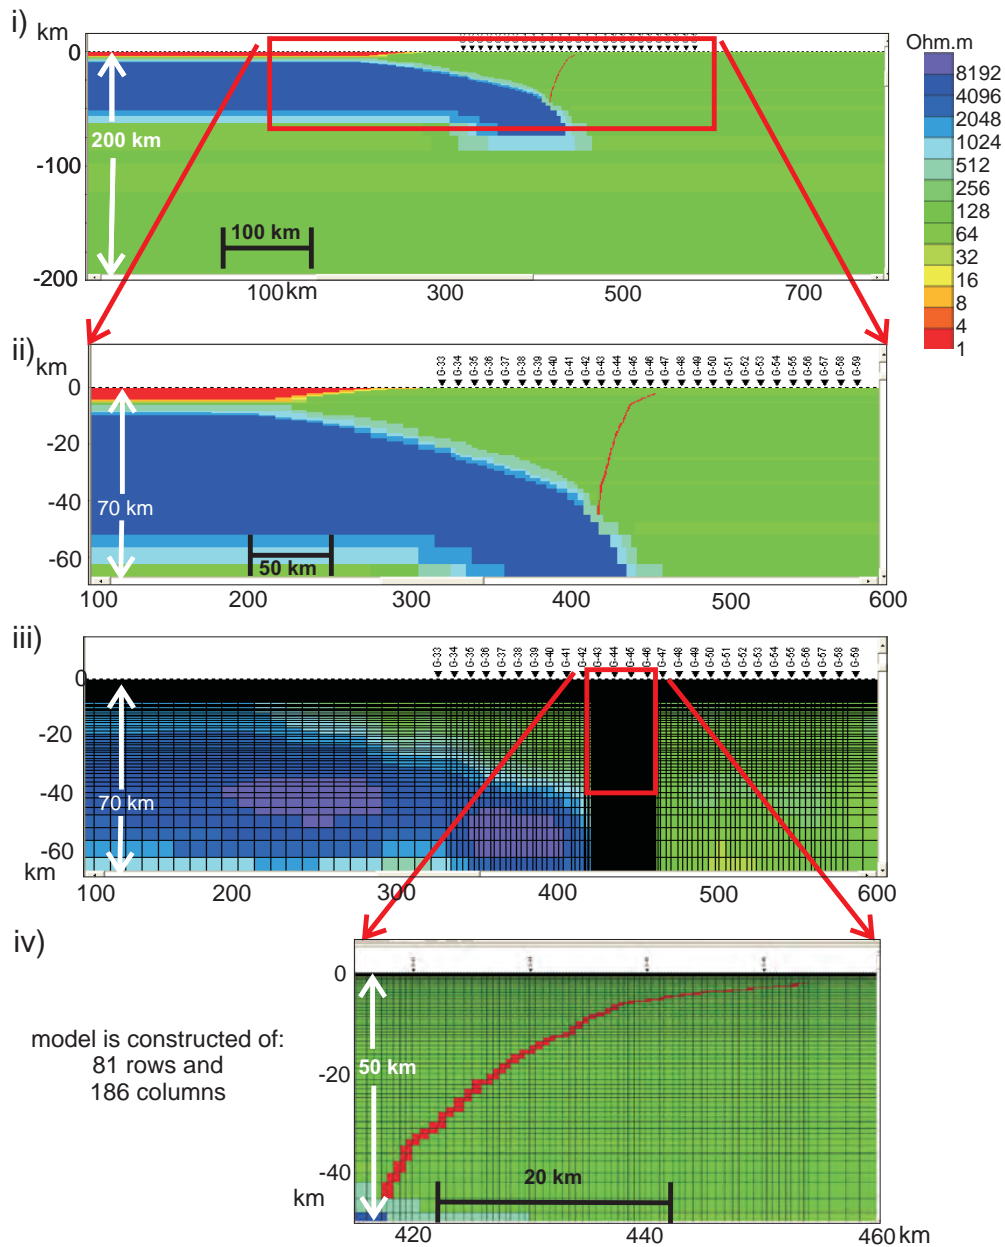 i)
km
0
-100
-200
200 km
100 km
100km
300
500
700
Ohm.m
8192
4096
2048
1024
512
256
128
64
32
16
8
4
1
ii)
km
G-33 G-34 G-35 G-36 G-37 G-38 G-39 G-40 G-41 G-42 G-43 G-44 G-45 G-46 G-47 G-48 G-49 G-50 G-51 G-52 G-53 G-54 G-55 G-56 G-57 G-58 G-59
0
-20
-40
-60
70 km
50 km
100 200 300 400 500 600
iii)
G-33 G-34 G-35 G-36 G-37 G-38 G-39 G-40 G-41 G-42 G-43 G-44 G-45 G-46 G-47 G-48 G-49 G-50 G-51 G-52 G-53 G-54 G-55 G-56 G-57 G-58 G-59
0
-20
-40
-60
km
70 km
100 200 300 400 500 600
iv)
model is constructed of:
81 rows and
186 columns
0
-20
-40
km
50 km
20 km
420 440 460 km